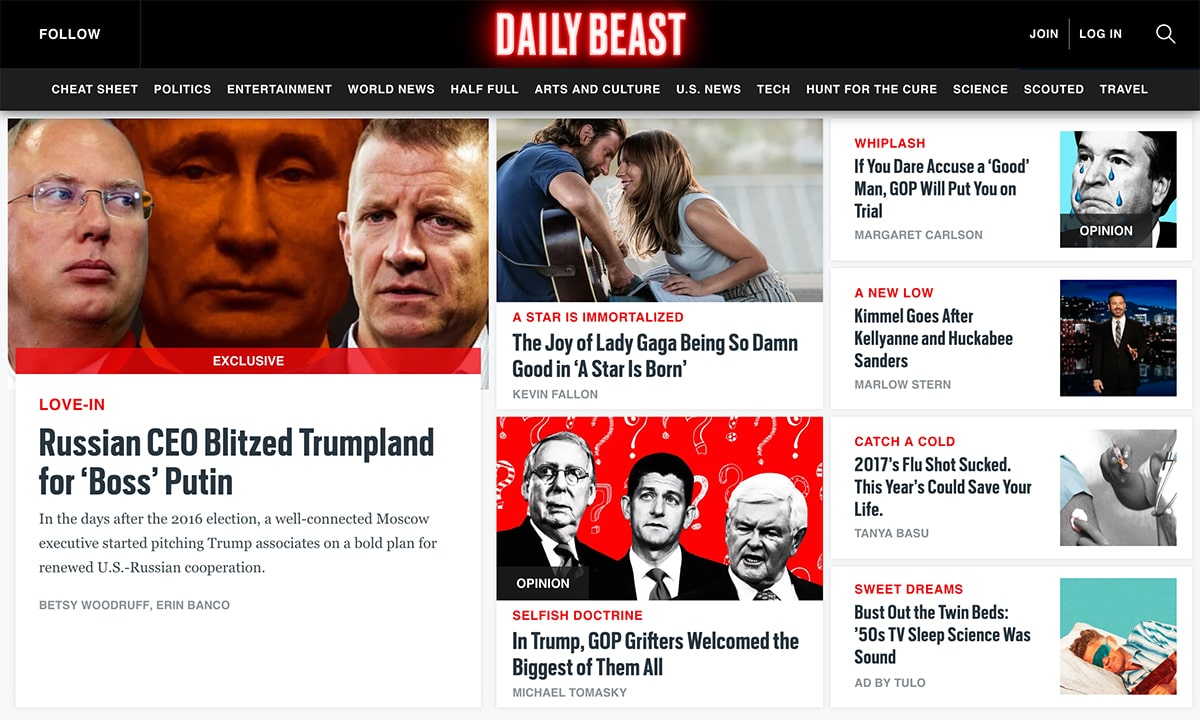 FOLLOW
DAILY BEAST
JOIN
LOG IN
CHEAT SHEET POLITICS ENTERTAINMENT WORLD NEWS HALF FULL ARTS AND CULTURE U.S. NEWS TECH HUNT FOR THE CURE SCIENCE SCOUTED TRAVEL
EXCLUSIVE
LOVE-IN
Russian CEO Blitzed Trumpland
for ‘Boss’ Putin
In the days after the 2016 election, a well-connected Moscow
executive started pitching Trump associates on a bold plan for
renewed U.S.-Russian cooperation.
BETSY WOODRUFF, ERIN BANCO
A STAR IS IMMORTALIZED
The Joy of Lady Gaga Being So Damn
Good in ‘A Star Is Born’
KEVIN FALLON
OPINION
SELFISH DOCTRINE
In Trump, GOP Grifters Welcomed the
Biggest of Them All
MICHAEL TOMASKY
WHIPLASH
If You Dare Accuse a ‘Good’
Man, GOP Will Put You on
Trial
MARGARET CARLSON
OPINION
A NEW LOW
Kimmel Goes After
Kellyanne and Huckabee
Sanders
MARLOW STERN
CATCH A COLD
2017’s Flu Shot Sucked.
This Year’s Could Save Your
Life.
TANYA BASU
SWEET DREAMS
Bust Out the Twin Beds:
’50s TV Sleep Science Was
Sound
AD BY TULO